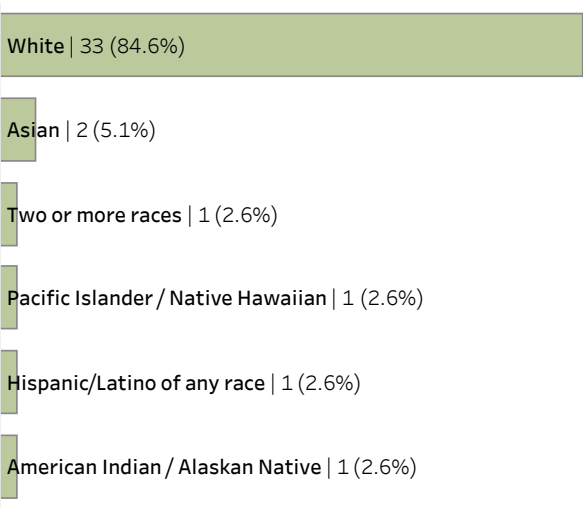 White | 33 (84.6%)
Asian | 2 (5.1%)
Two or more races | 1 (2.6%)
Pacific Islander / Native Hawaiian | 1 (2.6%)
Hispanic/Latino of any race | 1 (2.6%)
American Indian / Alaskan Native | 1 (2.6%)